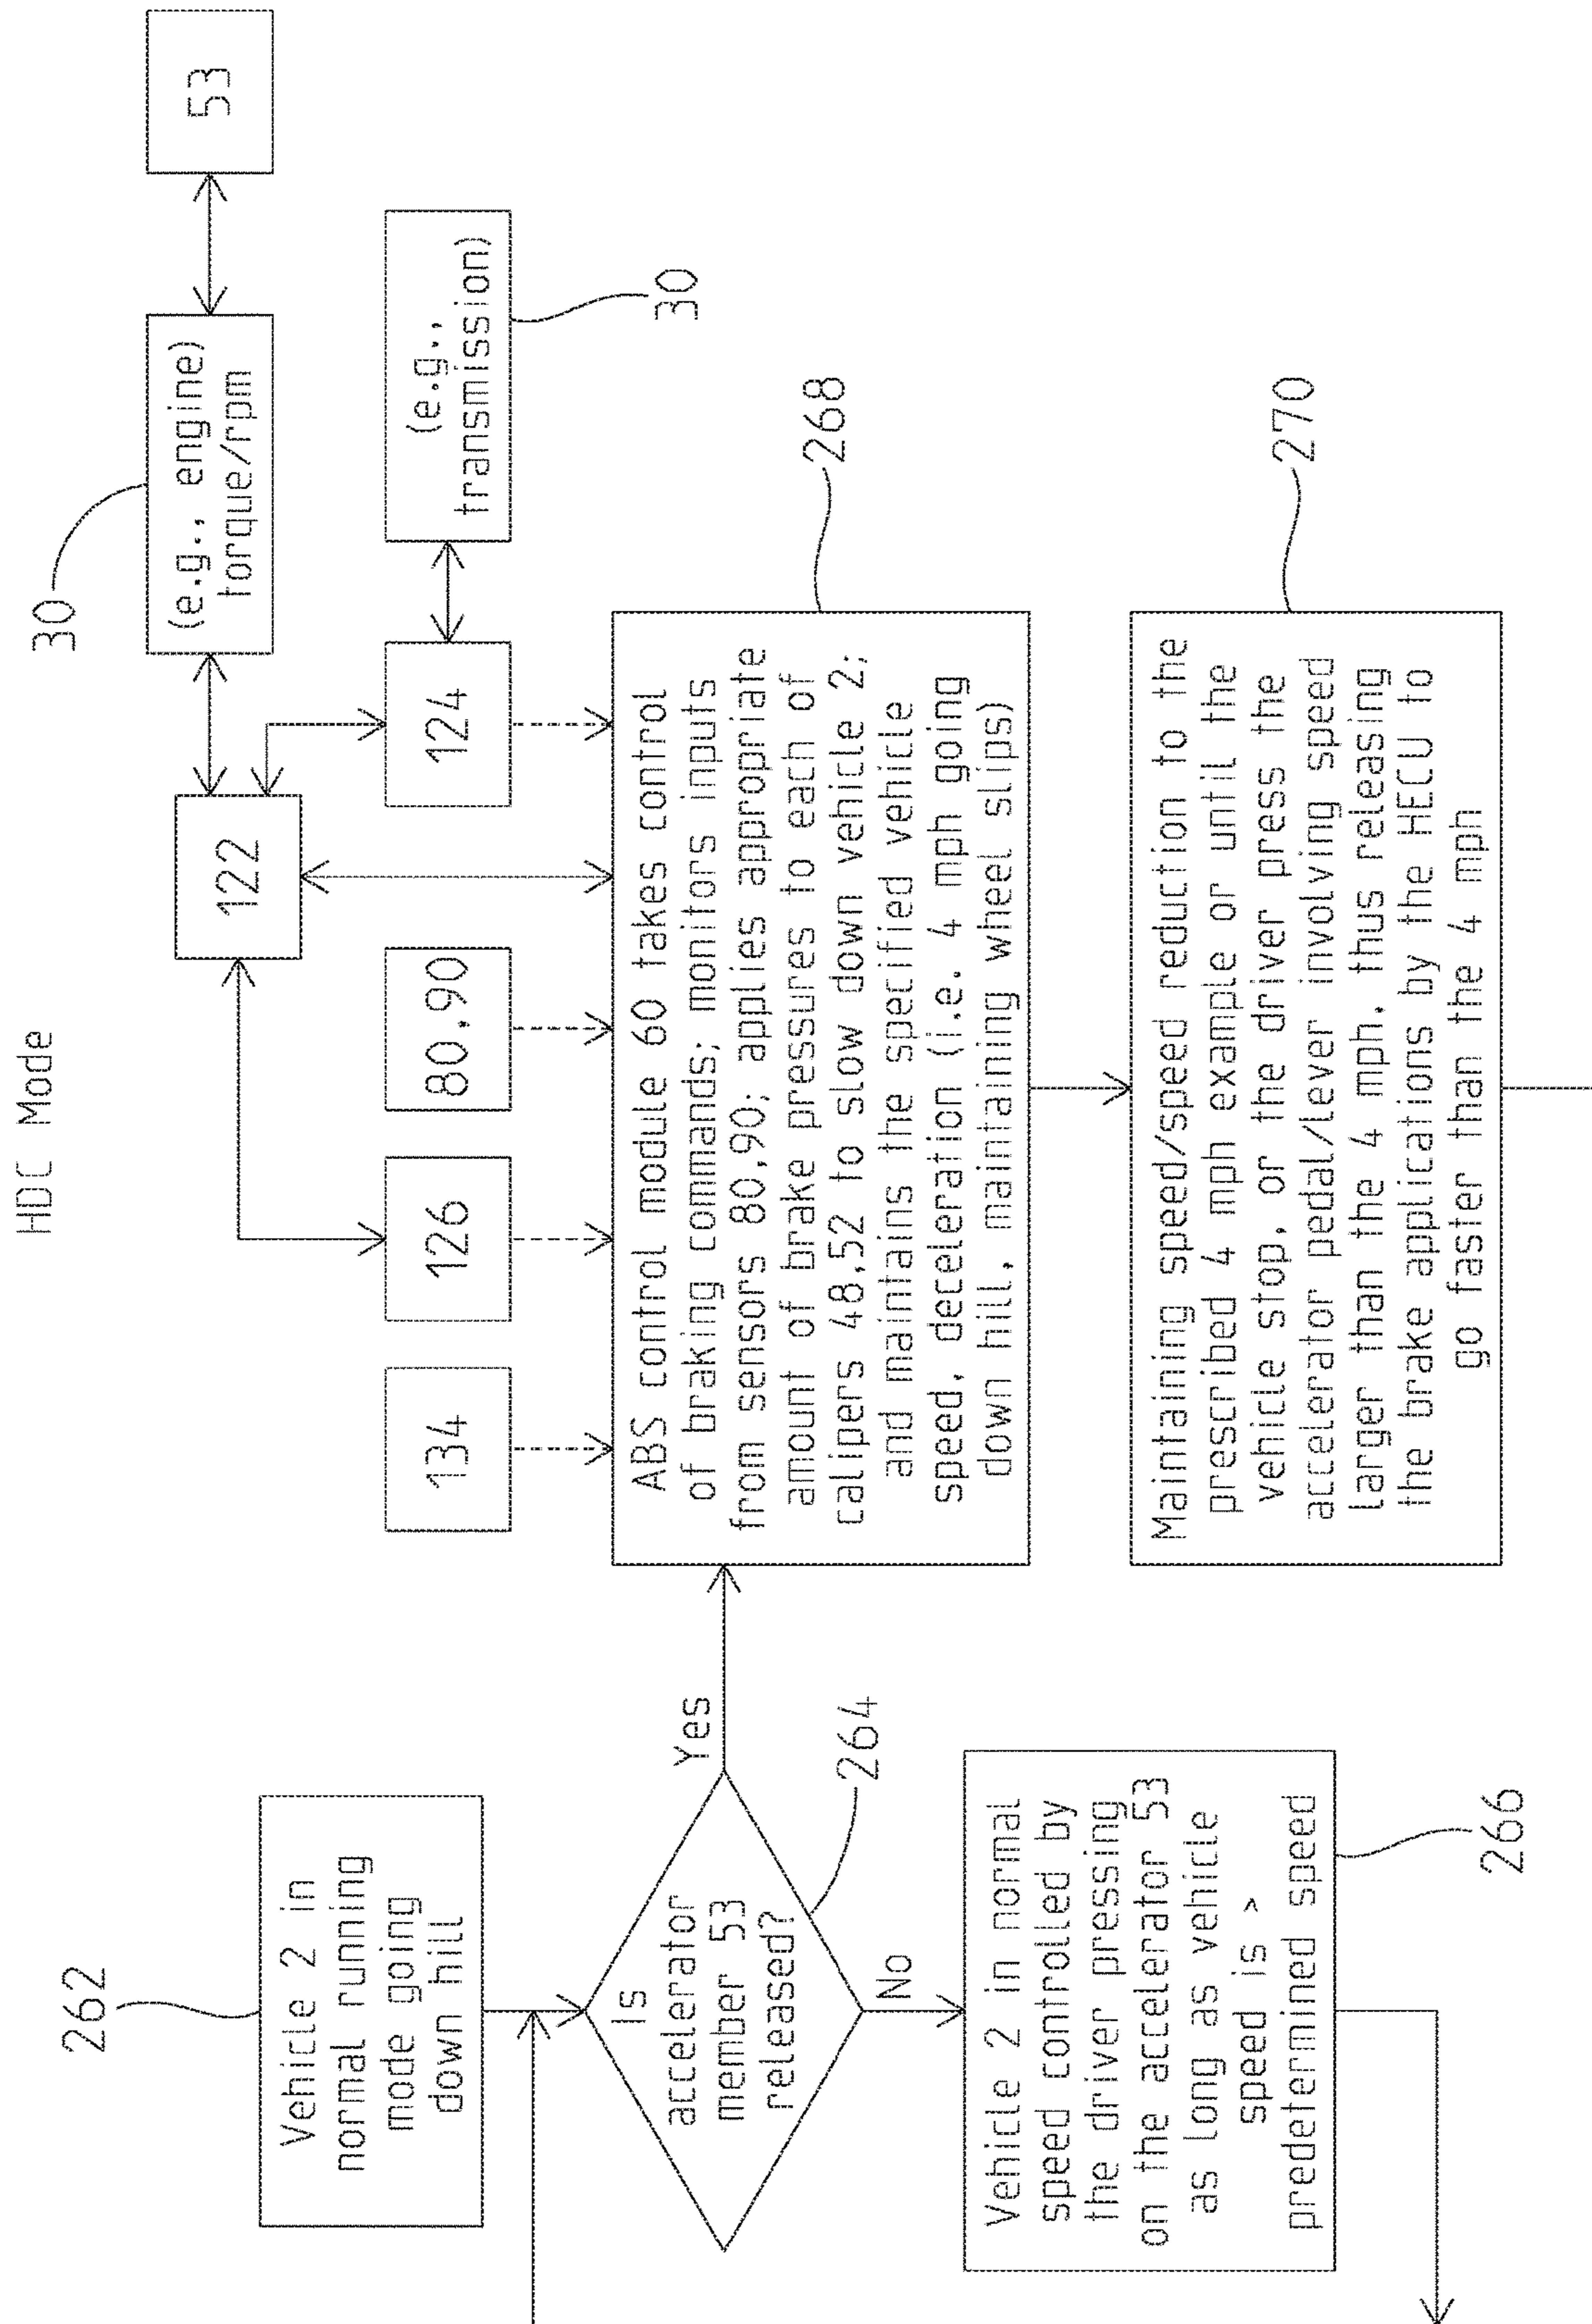 HDC Mode
262
Vehicle 2 in
normal running
mode going
down hill
Is
accelerator
member 53
released?
Yes
264
No
Vehicle 2 in normal
speed controlled by
the driver pressing
on the accelerator 53
as long as vehicle
speed is >
predetermined speed
266
30
(e.g., engine)
torque/rpm
53
122
134
126
80,90
124
(e.g.,
transmission)
30
ABS control module 60 takes control
of braking commands; monitors inputs
from sensors 80,90; applies appropriate
amount of brake pressures to each of
calipers 48,52 to slow down vehicle 2;
and maintains the specified vehicle
speed, deceleration (i.e. 4 mph going
down hill, maintaining wheel slips)
268
Maintaining speed/speed reduction to the
prescribed 4 mph example or until the
vehicle stop, or the driver press the
accelerator pedal/lever involving speed
larger than the 4 mph, thus releasing
the brake applications by the HECU to
go faster than the 4 mph
270